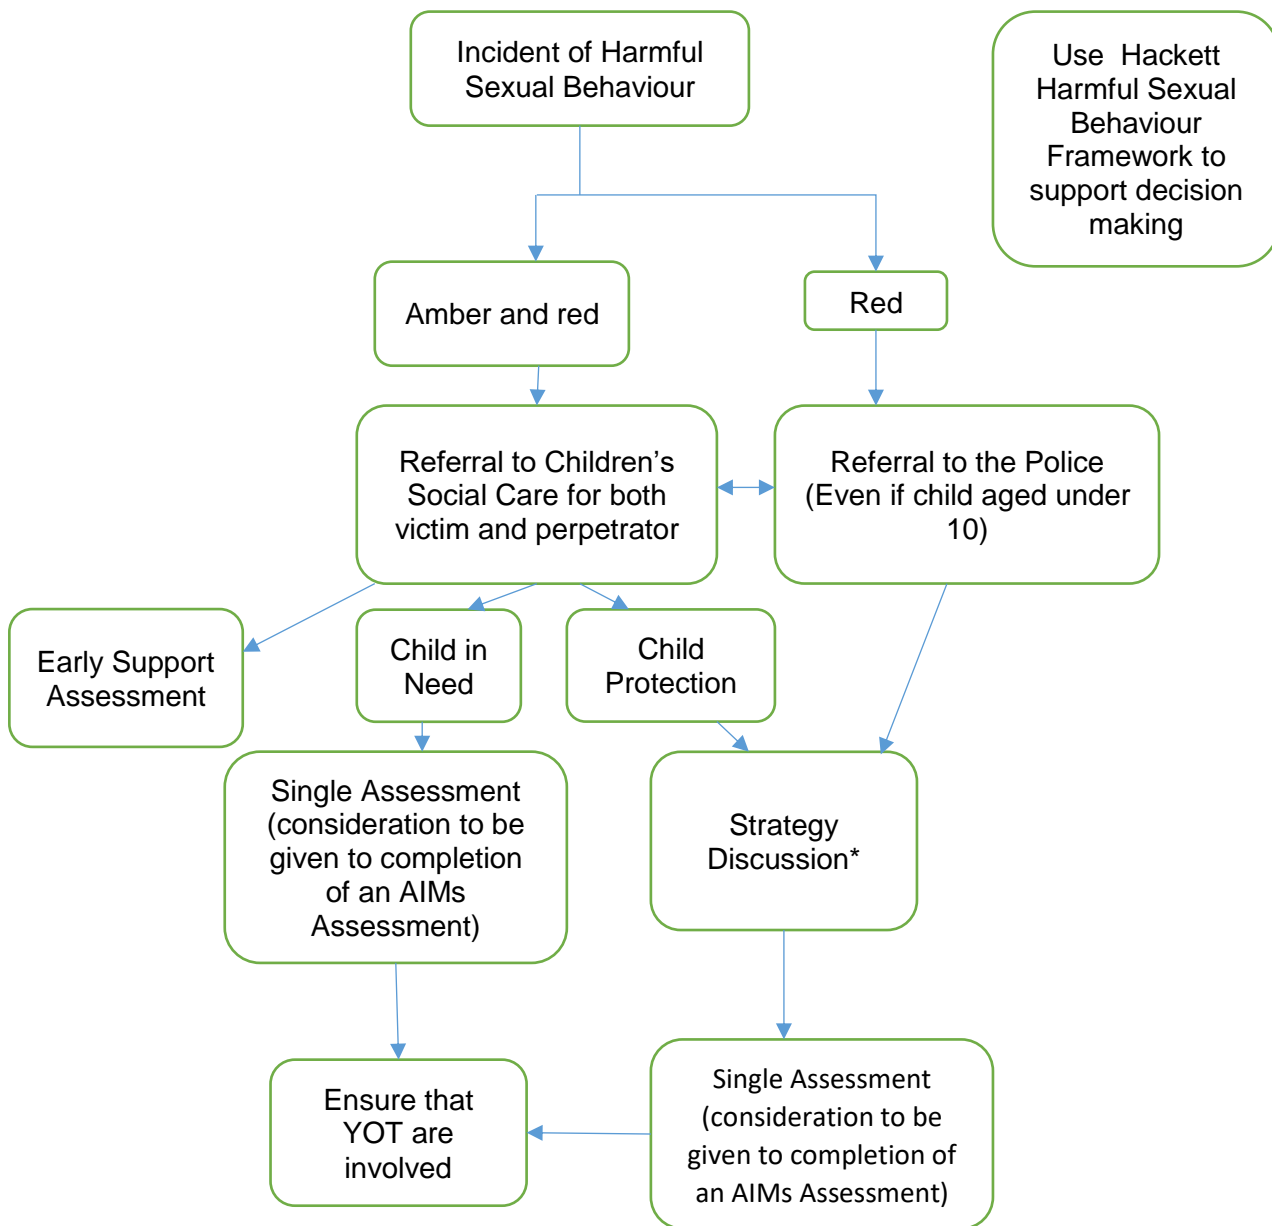 Incident of Harmful
Sexual Behaviour
Use Hackett
Harmful Sexual
Behaviour
Framework to
support decision
making
Amber and red
Red
Referral to Children’s
Social Care for both
victim and perpetrator
Referral to the Police
(Even if child aged under
10)
Early Support
Assessment
Child in
Need
Child
Protection
Single Assessment
(consideration to be
given to completion
of an AIMs
Assessment)
Strategy
Discussion*
Ensure that
YOT are
involved
Single Assessment
(consideration to be
given to completion of
an AIMs Assessment)